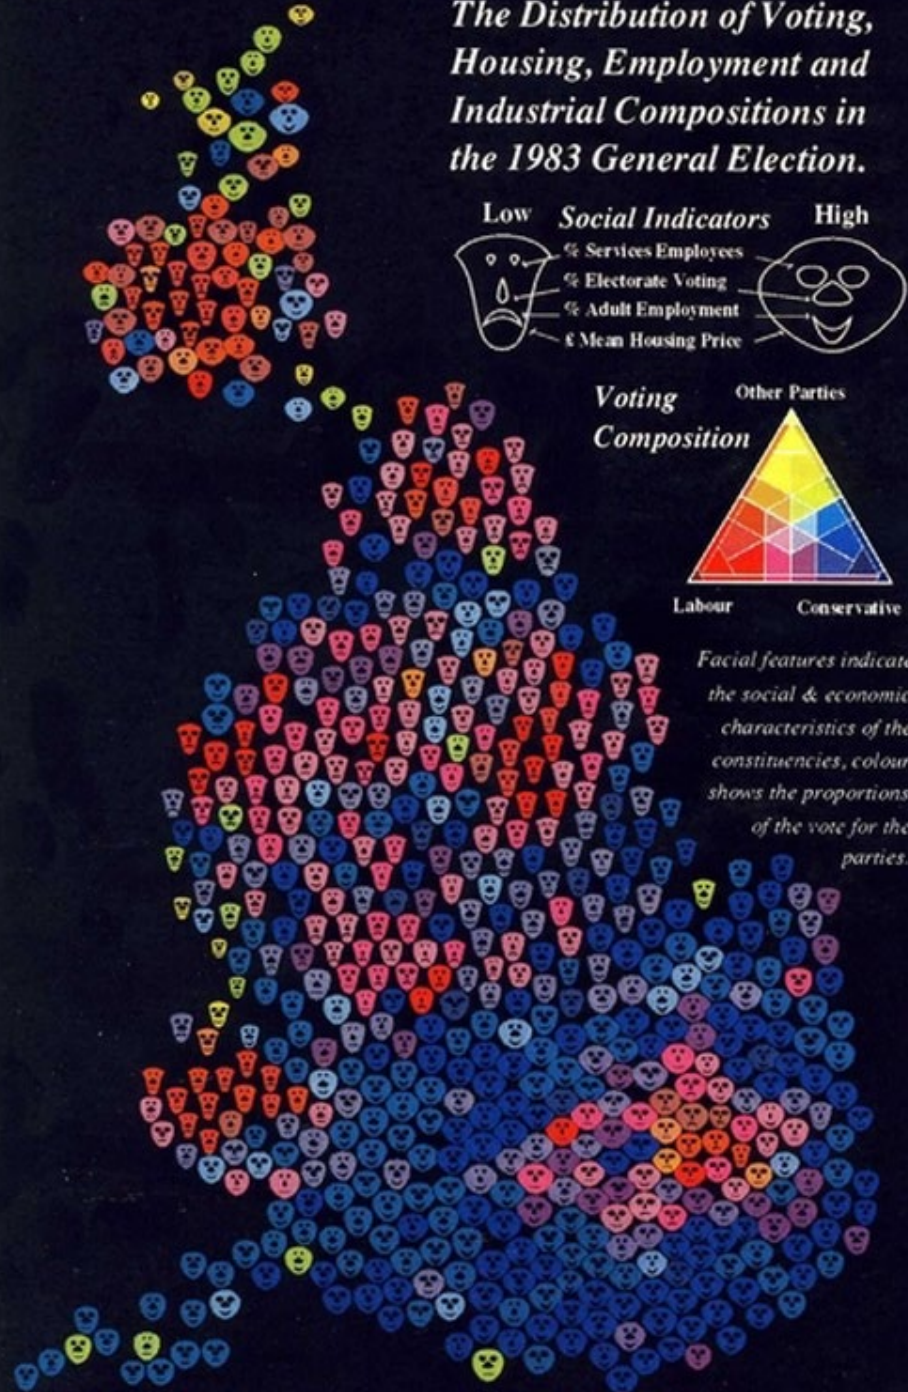 The Distribution of Voting,
Housing, Employment and
Industrial Compositions in
the 1983 General Election.
Low Social Indicators High
% Services Employees
% Electorate Voting
% Adult Employment
£ Mean Housing Price
Voting
Composition
Other Parties
Labour Conservative
Facial features indicate
the social & economic
characteristics of the
constituencies, colour
shows the proportions
of the vote for the
parties.